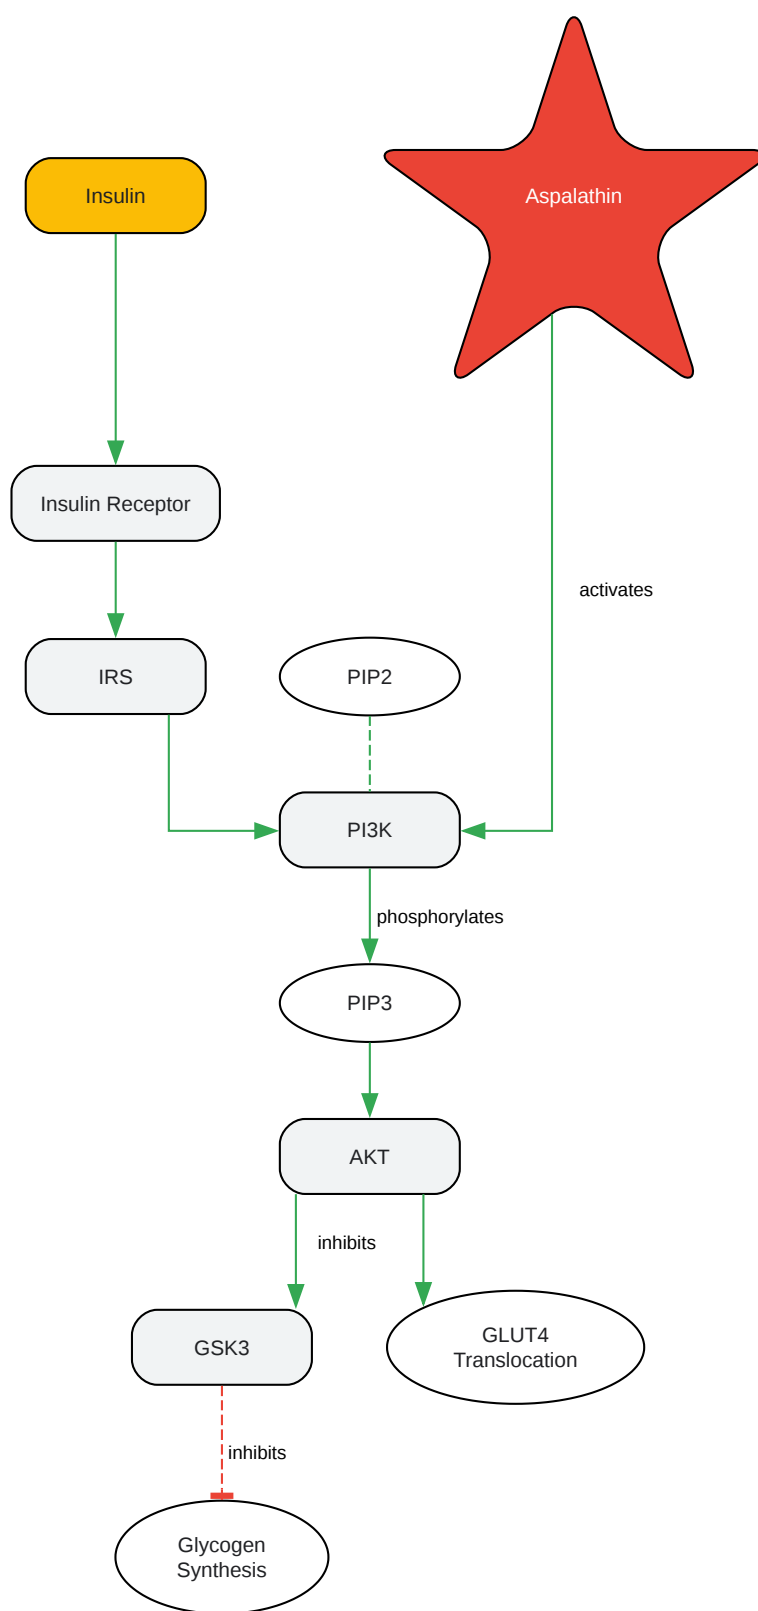 Insulin
Aspalathin
Insulin Receptor
activates
IRS
PIP2
PI3K
phosphorylates
PIP3
AKT
inhibits
GSK3
GLUT4
Translocation
inhibits
Glycogen
Synthesis